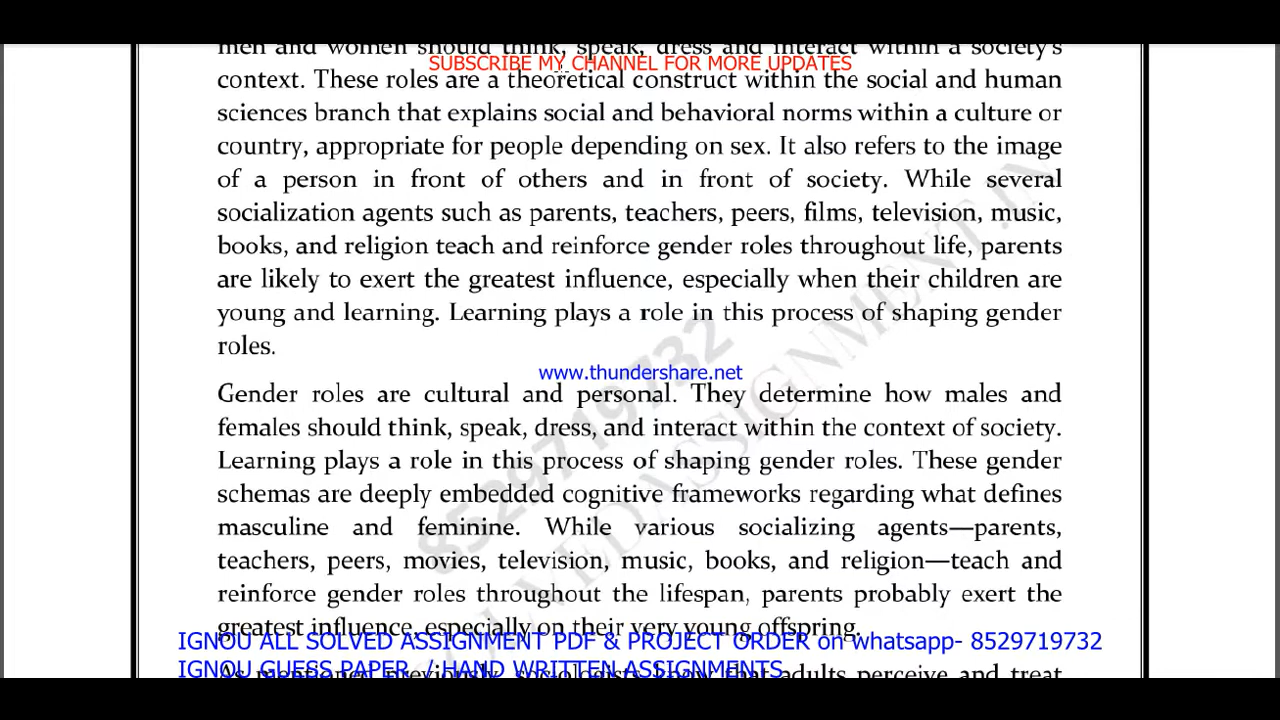 men and women should think, speak, dress and interact within a society's
SUBSCRIBE MY CHANNEL FOR MORE UPDATES
context. These roles are a theoretical construct within the social and human
sciences branch that explains social and behavioral norms within a culture or
country, appropriate for people depending on sex. It also refers to the image
of a person in front of others and in front of society. While several
socialization agents such as parents, teachers, peers, films, television, music,
books, and religion teach and reinforce gender roles throughout life, parents
are likely to exert the greatest influence, especially when their children are
young and learning. Learning plays a role in this process of shaping gender
roles.
www.thundershare.net
Gender roles are cultural and personal. They determine how males and
females should think, speak, dress, and interact within the context of society.
Learning plays a role in this process of shaping gender roles. These gender
schemas are deeply embedded cognitive frameworks regarding what defines
masculine and feminine. While various socializing agents—parents,
teachers, peers, movies, television, music, books, and religion—teach and
reinforce gender roles throughout the lifespan, parents probably exert the
greatest influence, especially on their very young offspring.
IGNOU ALL SOLVED ASSIGNMENT PDF & PROJECT ORDER on whatsapp- 8529719732
IGNOU GUESS PAPER / HAND WRITTEN ASSIGNMENTS
previously, sociologists know that adults perceive and treat
8529719732